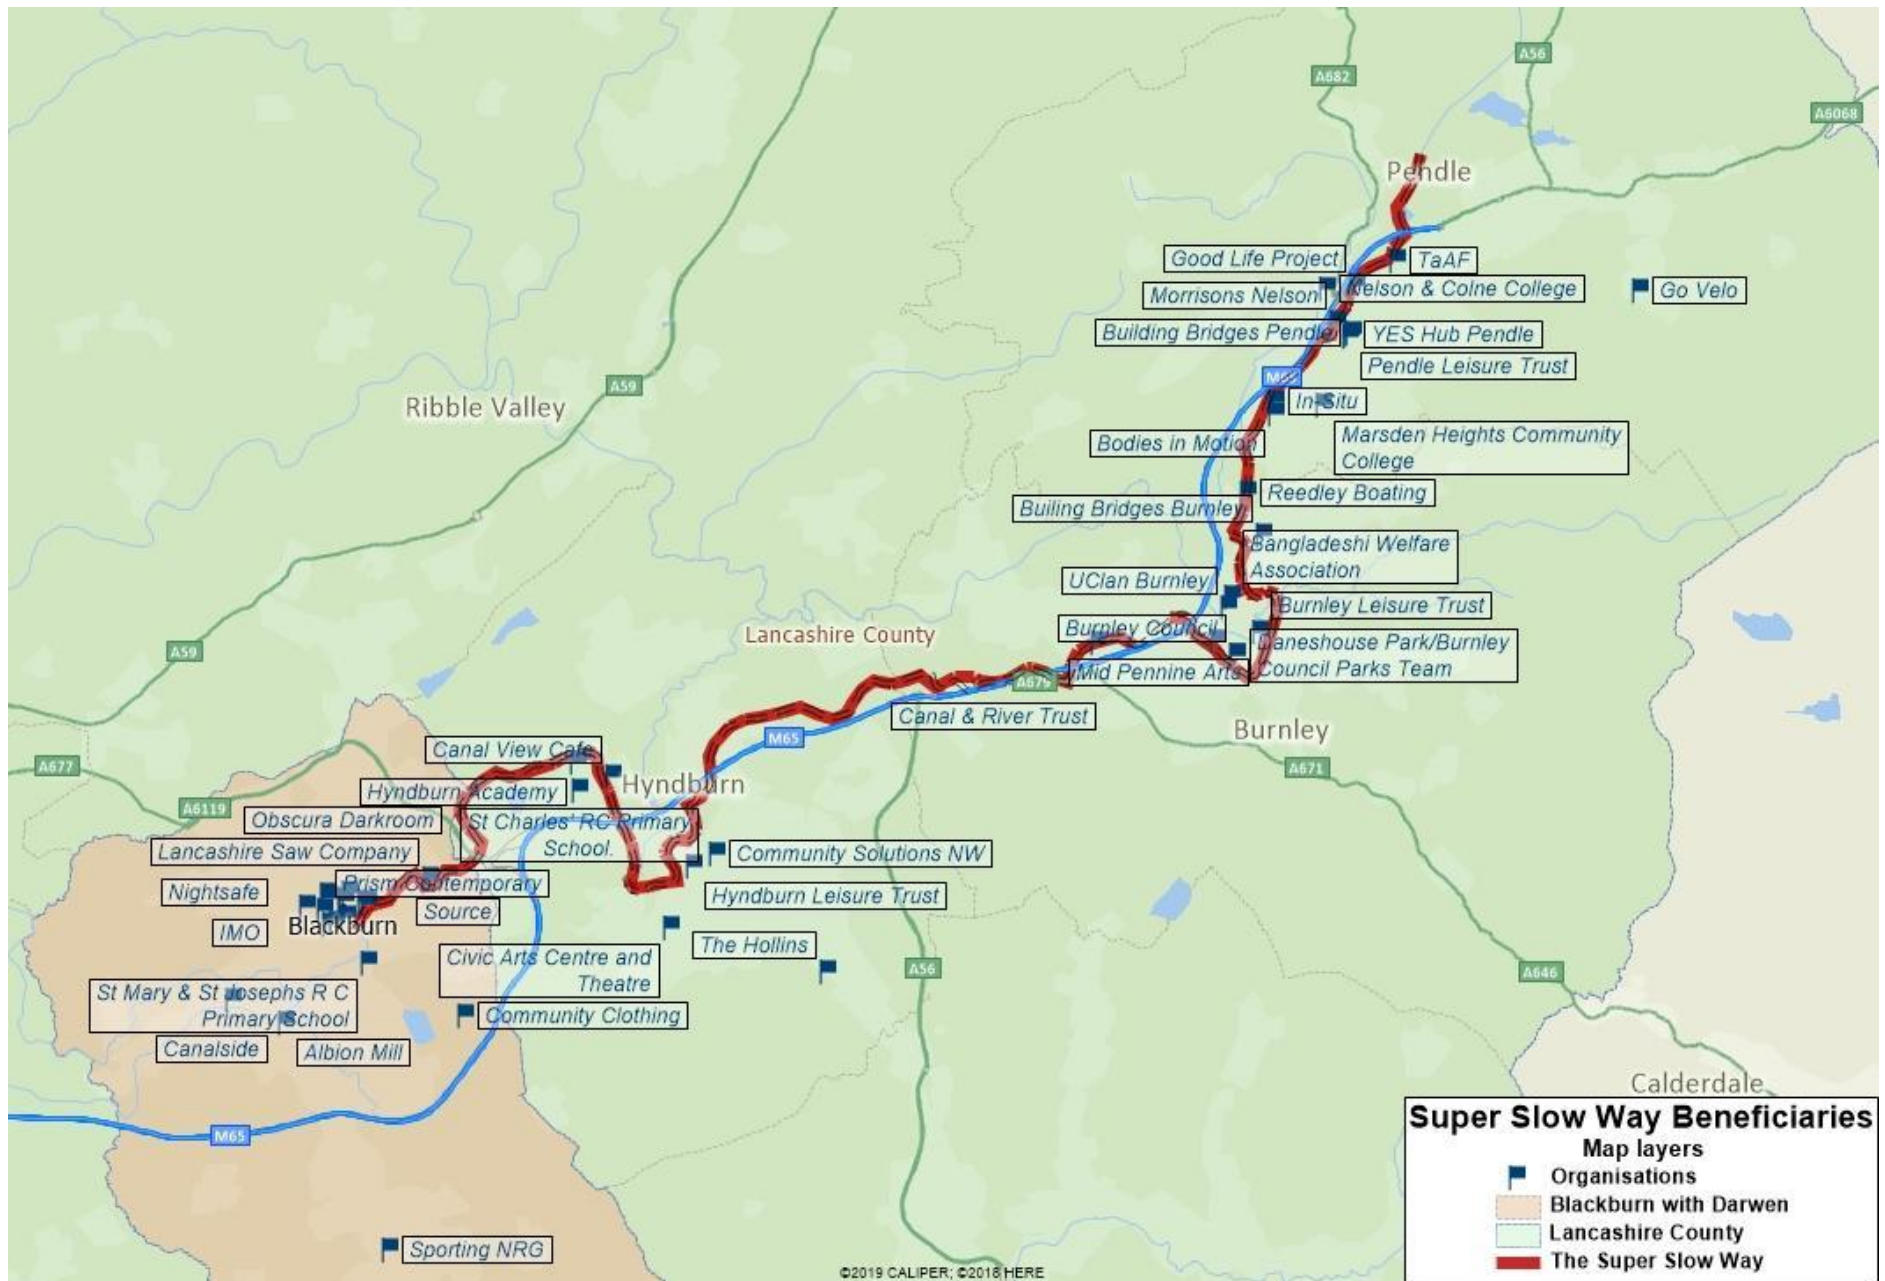 A682
A56
A6068
Pendle
Good Life Project
TaAF
Morrisons Nelson
Nelson & Colne College
Go Velo
Building Bridges Pendle
YES Hub Pendle
Pendle Leisure Trust
M65
A59
In-Situ
Ribble Valley
Bodies in Motion
Marsden Heights Community
College
Reedley Boating
Builing Bridges Burnley
Bangladeshi Welfare
Association
UClan Burnley
Burnley Leisure Trust
Burnley Council
Lancashire County
Daneshouse Park/Burnley
Council Parks Team
A59
Mid Pennine Arts
A679
Canal & River Trust
Burnley
M65
Canal View Cafe
A677
A671
Hyndburn
Hyndburn Academy
A6119
Obscura Darkroom
St Charles' RC Primary
School.
Lancashire Saw Company
Community Solutions NW
Nightsafe
Prism Contemporary
Hyndburn Leisure Trust
Source
Blackburn
IMO
The Hollins
Civic Arts Centre and
Theatre
A56
A646
St Mary & St Josephs R C
Primary School
Community Clothing
Canalside
Albion Mill
Calderdale
M65
Super Slow Way Beneficiaries
Map layers
Organisations
Blackburn with Darwen
Lancashire County
The Super Slow Way
Sporting NRG
©2019 CALIPER; ©2018 HERE